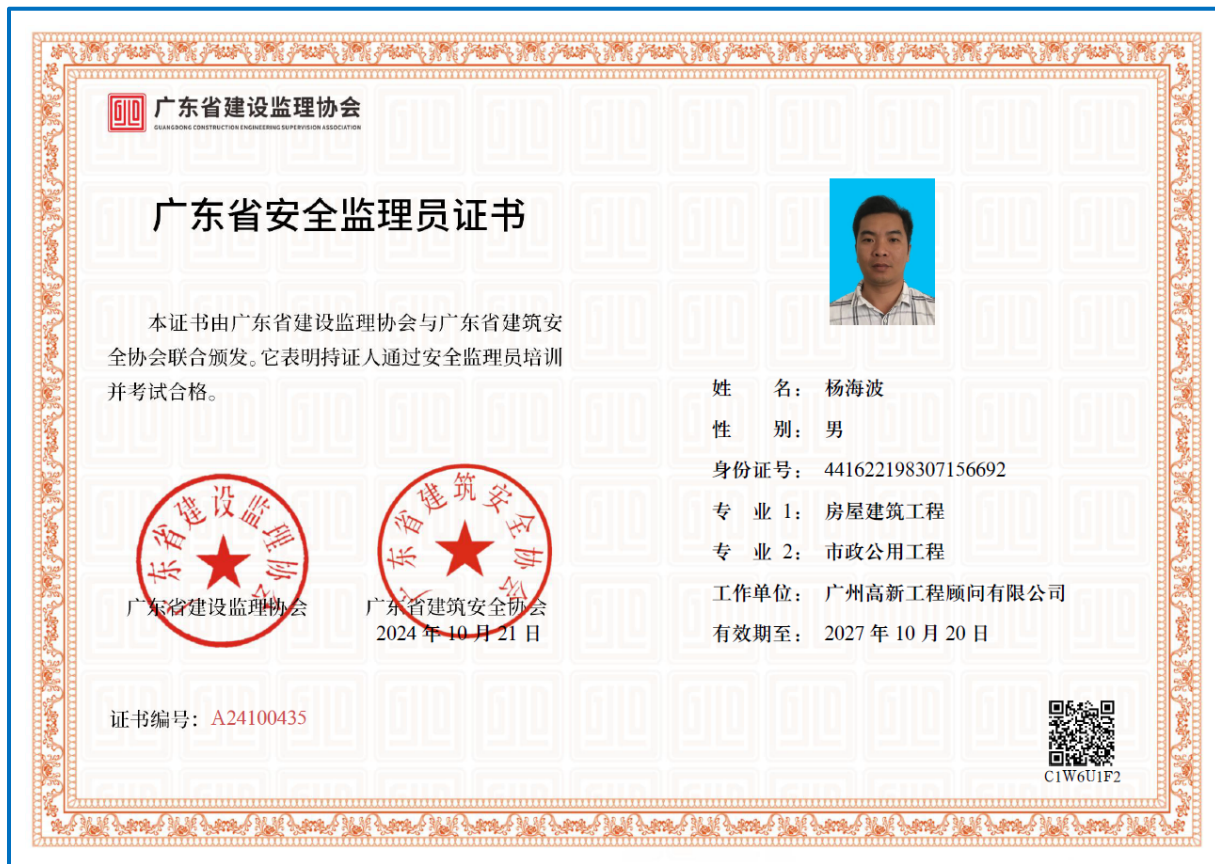 广东省建设监理协会
GUANGDONG CONSTRUCTION ENGINEERING SUPERVISION ASSOCIATION
广东省安全监理员证书
本证书由广东省建设监理协会与广东省建筑安
全协会联合颁发。它表明持证人通过安全监理员培训
并考试合格。
姓 名： 杨海波
性 别： 男
身份证号： 441622198307156692
专 业 1： 房屋建筑工程
专 业 2： 市政公用工程
工作单位： 广州高新工程顾问有限公司
有效期至： 2027 年 10 月 20 日
广东省建设监理协会
广东省建设监理协会
广东省建筑安全协会
广东省建筑安全协会
2024 年 10 月 21 日
证书编号： A24100435
C1W6U1F2